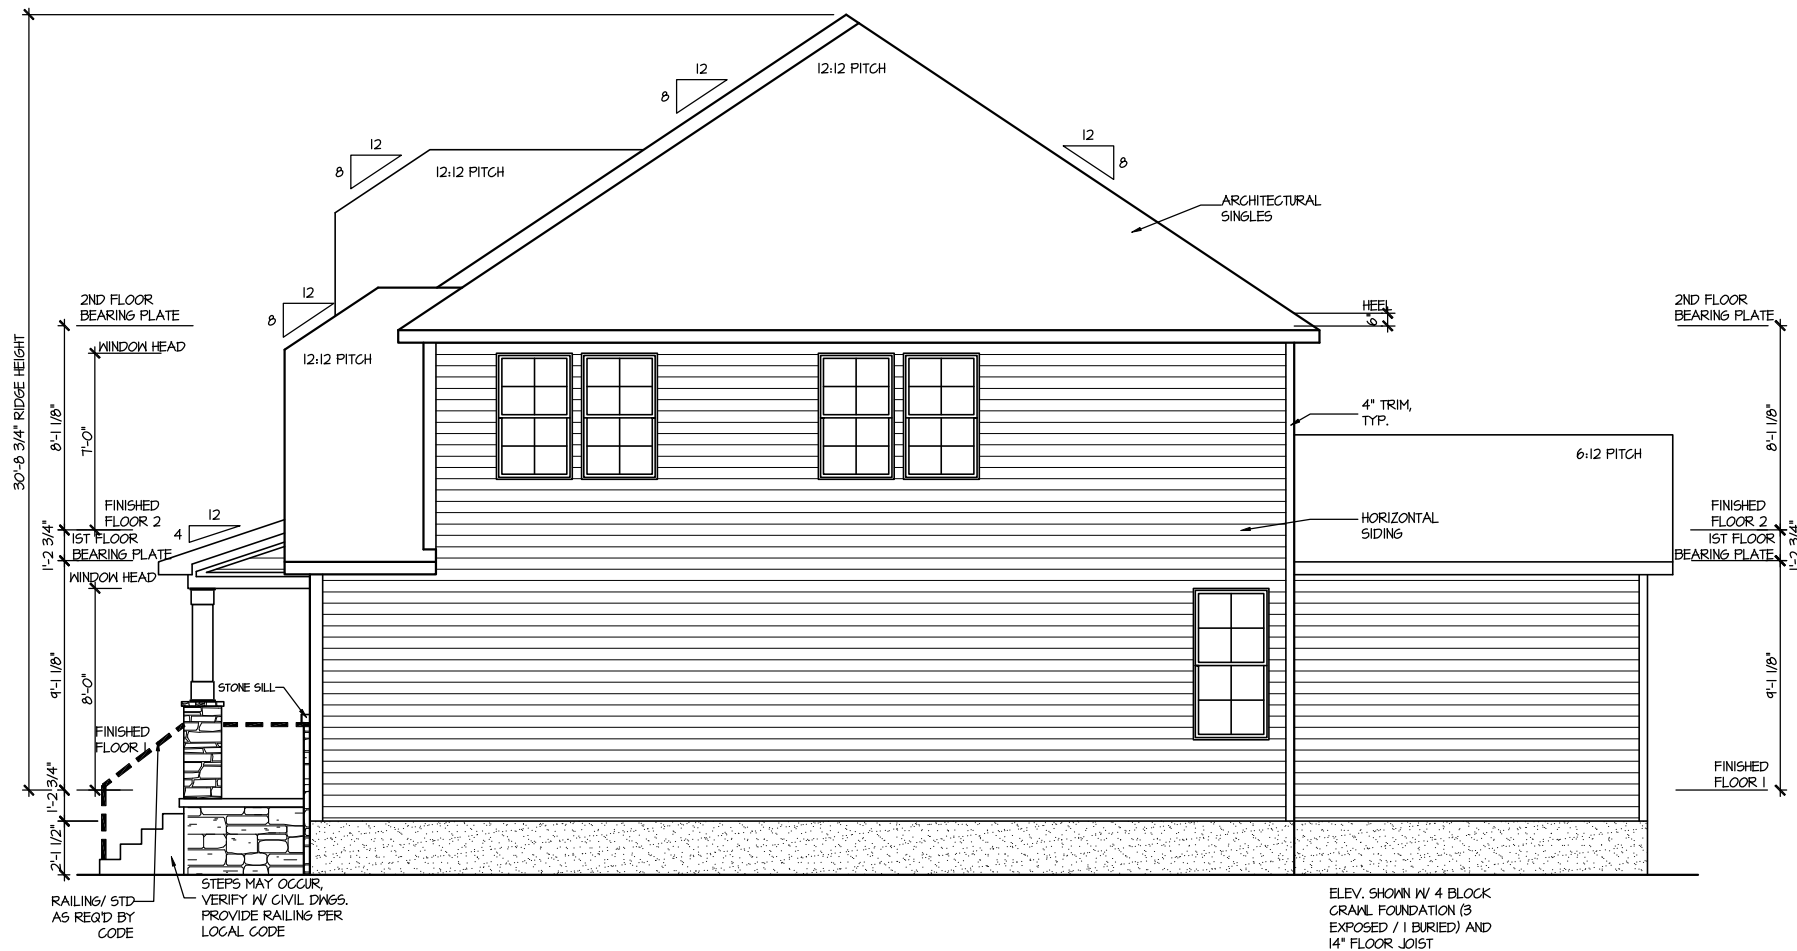 12
8
12:12 PITCH
12
8
12:12 PITCH
12
8
ARCHITECTURAL
SINGLES
12
8
12:12 PITCH
HEEL
6"
2ND FLOOR
BEARING PLATE
WINDOW HEAD
30'-8 3/4" RIDGE HEIGHT
8'-1 1/8"
7'-0"
FINISHED
FLOOR 2
1'-2 3/4"
1ST FLOOR
BEARING PLATE
WINDOW HEAD
12
4
9'-1 1/8"
8'-0"
STONE SILL
FINISHED
FLOOR 1
1'-2 3/4"
2'-1 1/2"
RAILING/ STD
AS REQ'D BY
CODE
STEPS MAY OCCUR,
VERIFY W/ CIVIL DWGS.
PROVIDE RAILING PER
LOCAL CODE
4" TRIM,
TYP.
6:12 PITCH
HORIZONTAL
SIDING
2ND FLOOR
BEARING PLATE
8'-1 1/8"
FINISHED
FLOOR 2
1ST FLOOR
BEARING PLATE
1'-2 3/4"
9'-1 1/8"
FINISHED
FLOOR 1
ELEV. SHOWN W/ 4 BLOCK
CRAWL FOUNDATION (3
EXPOSED / 1 BURIED) AND
14" FLOOR JOIST